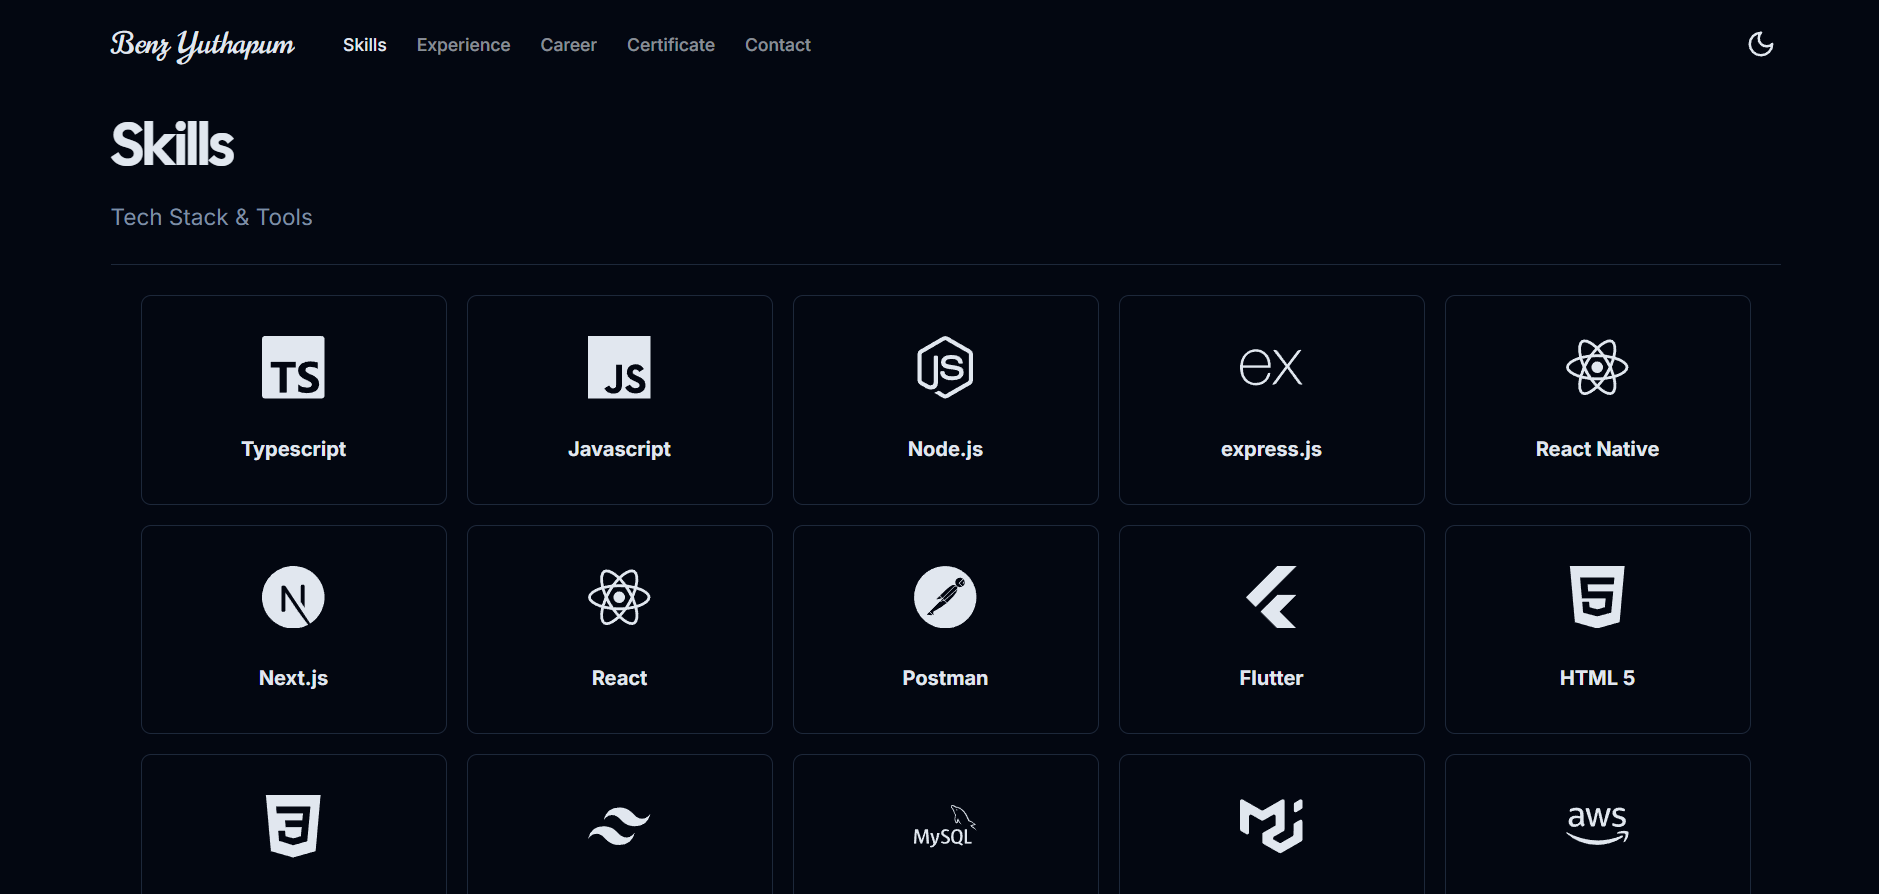 Benz Yuthapum Skills Experience Career Certificate Contact
Skills
Tech Stack & Tools
TS JS JS ex
Typescript Javascript Node.js express.js React Native
N 5
Next.js React Postman Flutter HTML 5
3 MySQL aws